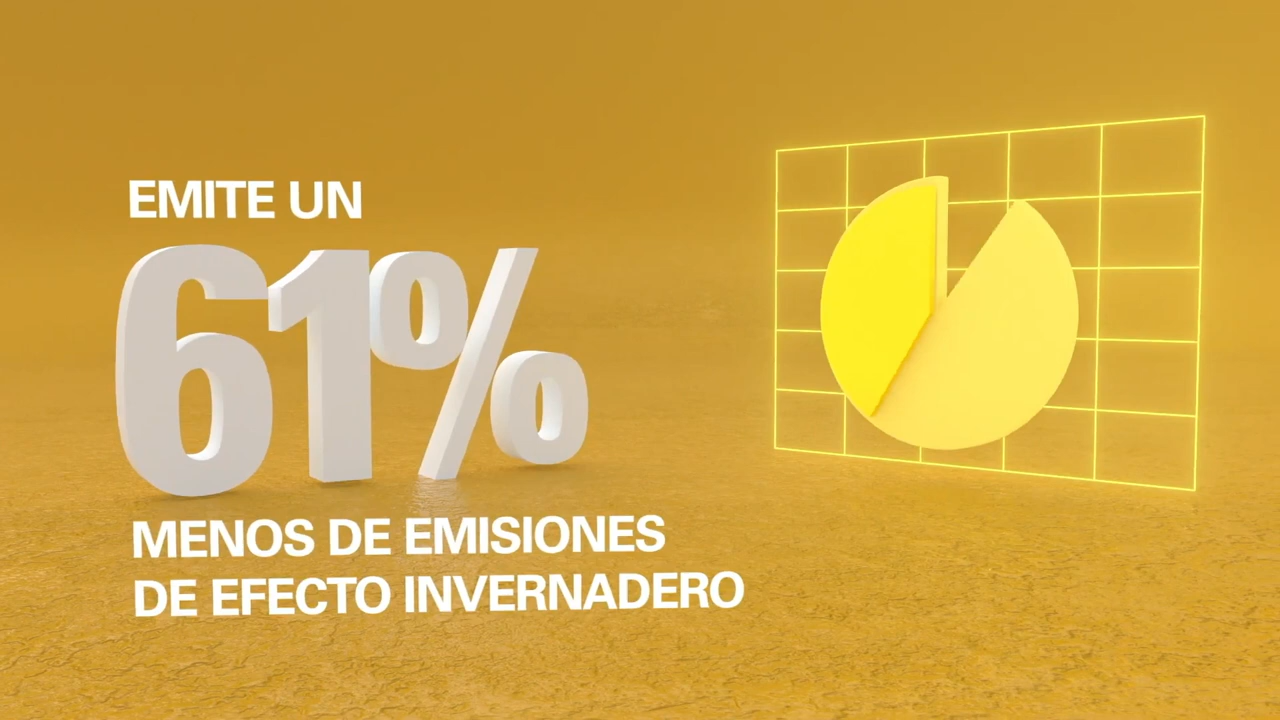 EMITE UN
61%
MENOS DE EMISIONES
DE EFECTO INVERNADERO